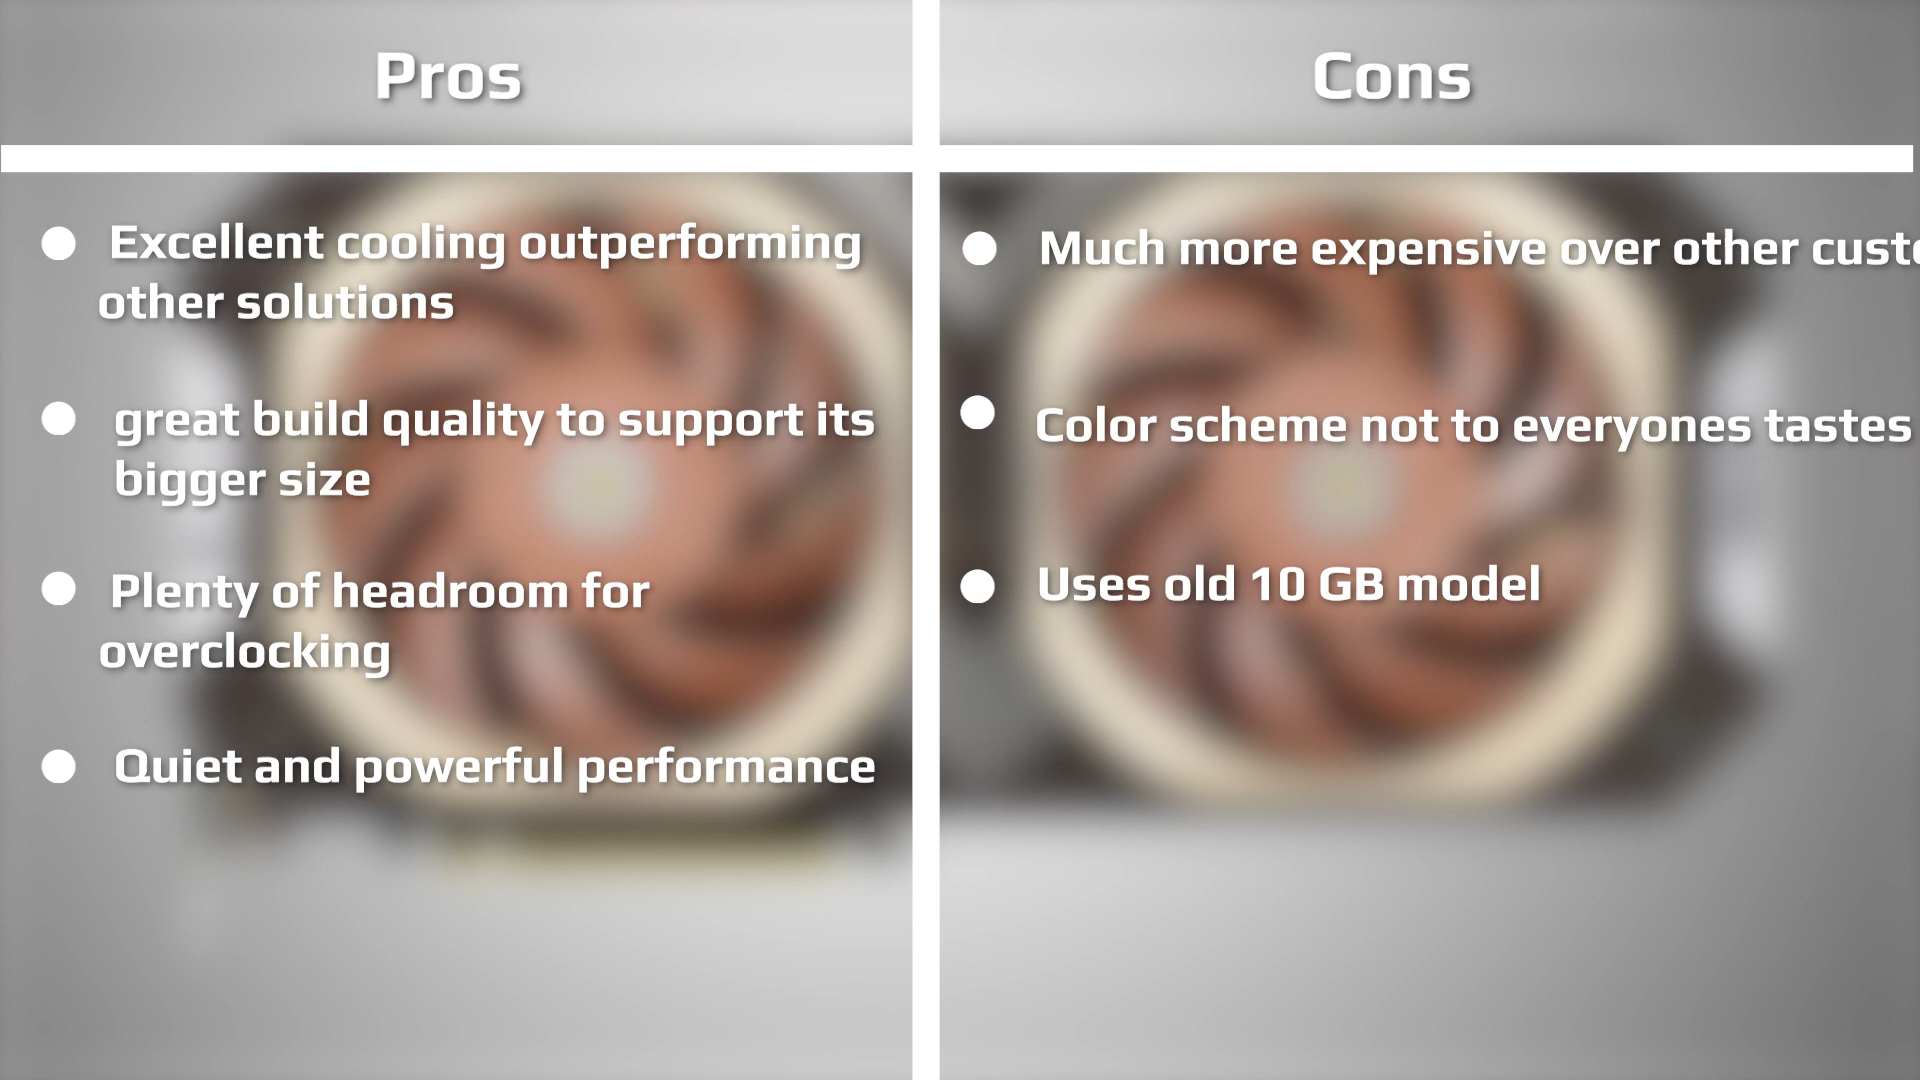 Pros
Excellent cooling outperforming
other solutions
great build quality to support its
bigger size
Plenty of headroom for
overclocking
Quiet and powerful performance
Cons
Much more expensive over other
Color scheme not to everyones tastes
Uses old 10 GB model